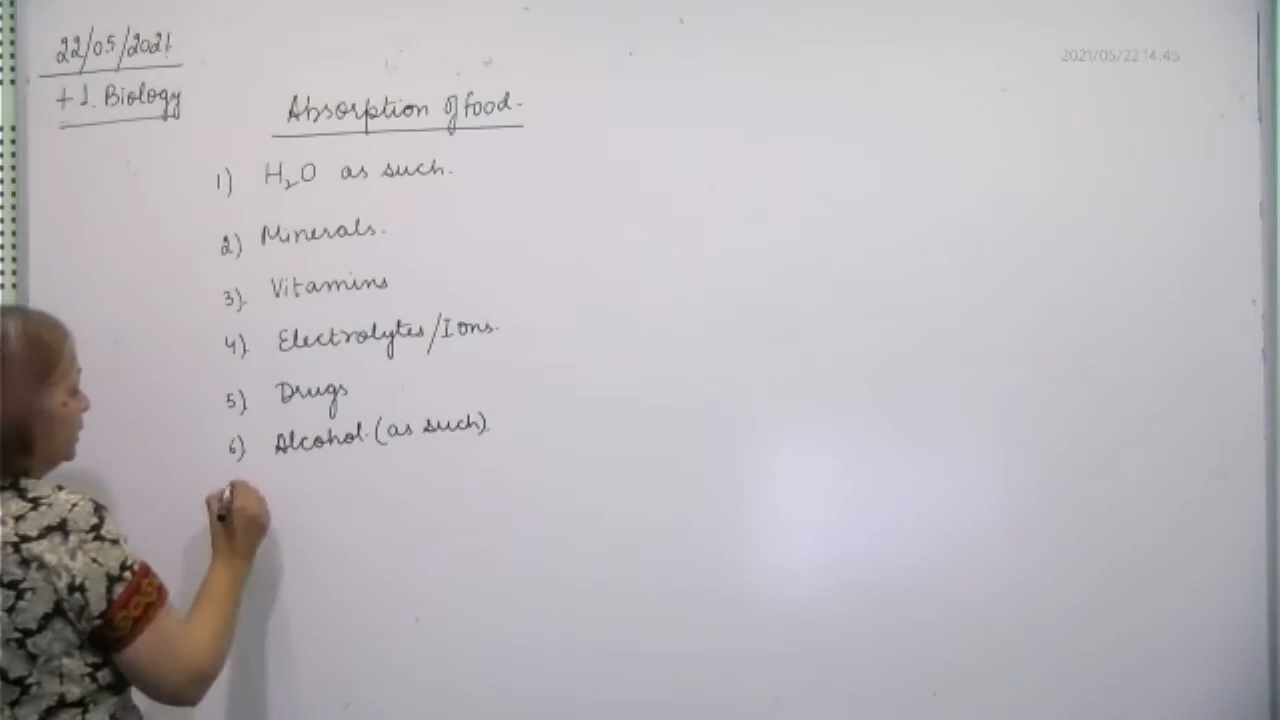 22/05/2021
+1. Biology
2021/05/22 14:45
Absorption of food.
1) H₂O as such.
2) Minerals.
3) Vitamins
4) Electrolytes/Ions.
5) Drugs
6) Alcohol. (as such).